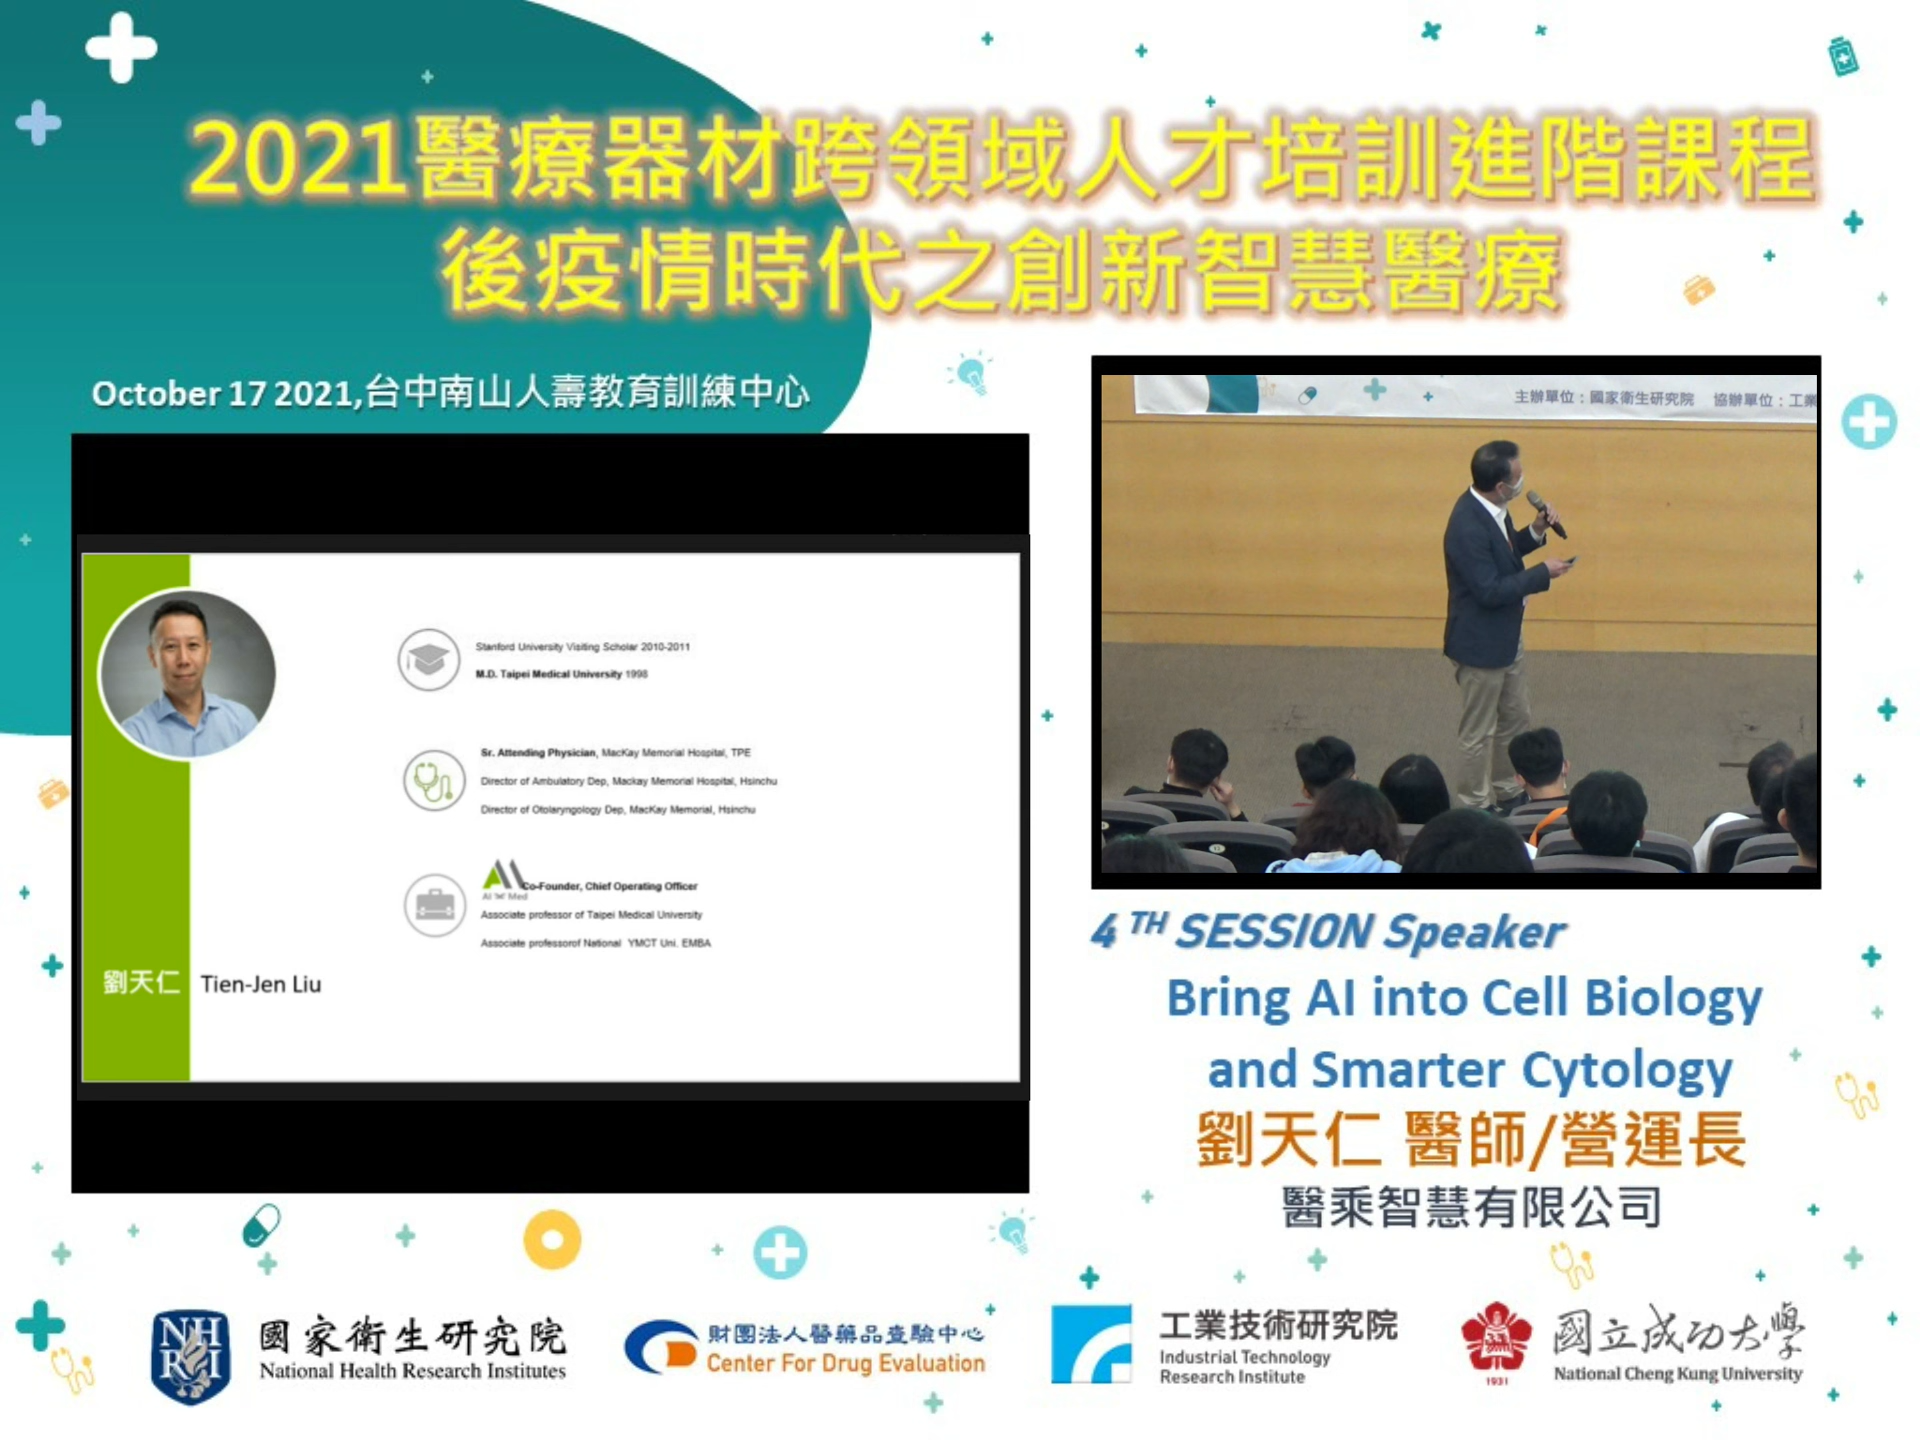 2021醫療器材跨領域人才培訓進階課程
後疫情時代之創新智慧醫療
October 17 2021,台中南山人壽教育訓練中心
Stanford University Visiting Scholar 2010-2011
M.D. Taipei Medical University 1998
Sr. Attending Physician, MacKay Memorial Hospital, TPE
Director of Ambulatory Dep, Mackay Memorial Hospital, Hsinchu
Director of Otolaryngology Dep, MacKay Memorial, Hsinchu
Co-Founder, Chief Operating Officer
Associate professor of Taipei Medical University
Associate professorof National YMCT Uni. EMBA
劉天仁 Tien-Jen Liu
主辦單位：國家衛生研究院 協辦單位：工業
4 TH SESSION Speaker
Bring AI into Cell Biology
and Smarter Cytology
劉天仁 醫師/營運長
醫乘智慧有限公司
NHRI
國家衛生研究院
National Health Research Institutes
財團法人醫藥品查驗中心
Center For Drug Evaluation
工業技術研究院
Industrial Technology
Research Institute
1931
國立成功大學
National Cheng Kung University